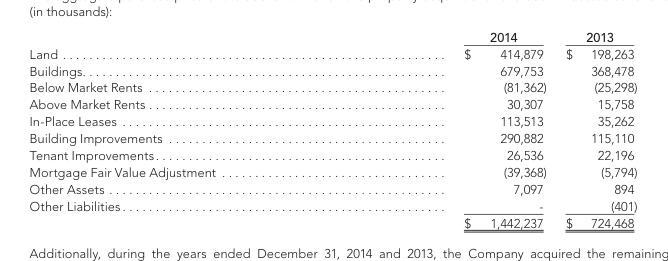 (in thousands):
2014 2013
Land ................................................ $ 414,879 $ 198,263
Buildings. ................................................ 679,753 368,478
Below Market Rents ................................................ (81,362) (25,298)
Above Market Rents ................................................ 30,307 15,758
In-Place Leases ................................................ 113,513 35,262
Building Improvements ................................................ 290,882 115,110
Tenant Improvements ................................................ 26,536 22,196
Mortgage Fair Value Adjustment ................................................ (39,368) (5,794)
Other Assets ................................................ 7,097 894
Other Liabilities ................................................ - (401)
$ 1,442,237 $ 724,468
Additionally, during the years ended December 31, 2014 and 2013, the Company acquired the remaining